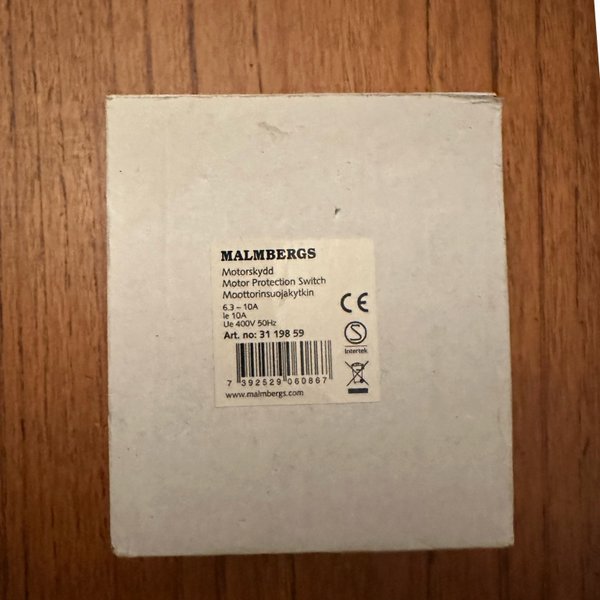 MALMBERGS
Motorskydd
Motor Protection Switch
Moottorinsuojakytkin
6.3 – 10A
Ie 10A
Ue 400V 50Hz
Art. no: 31 198 59
CE
S
Intertek
7 392529 060867
www.malmbergs.com